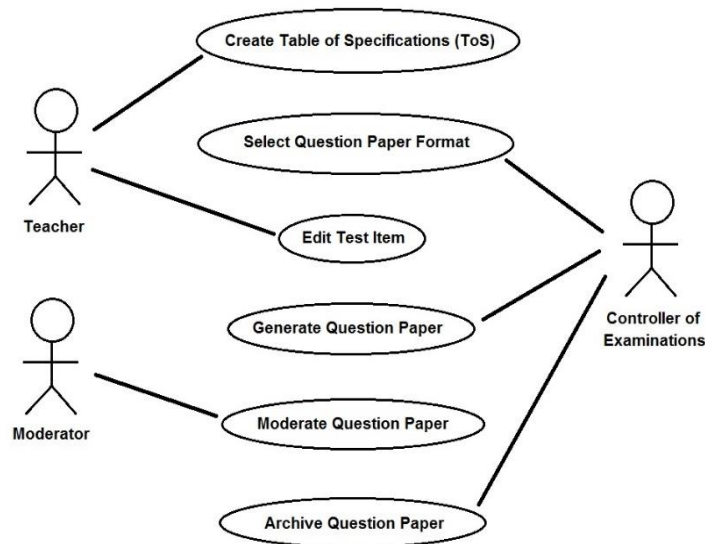 Create Table of Specifications (ToS)
Select Question Paper Format
Teacher
Edit Test Item
Generate Question Paper
Controller of
Examinations
Moderator
Moderate Question Paper
Archive Question Paper